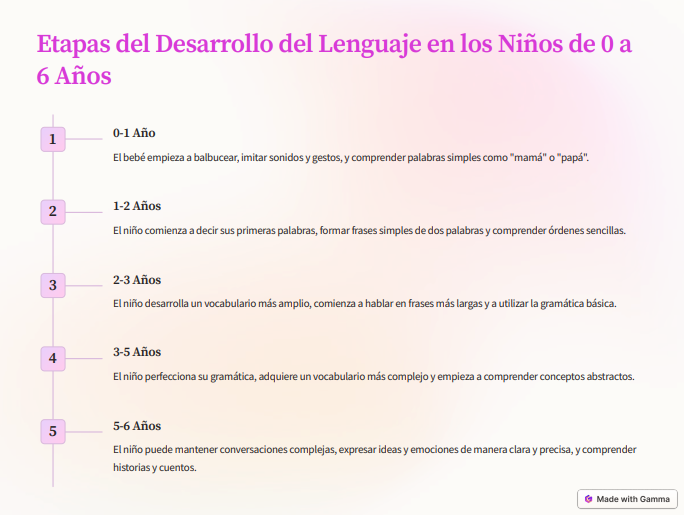 Etapas del Desarrollo del Lenguaje en los Niños de 0 a
6 Años
1
0-1 Año
El bebé empieza a balbucear, imitar sonidos y gestos, y comprender palabras simples como "mamá" o "papá".
2
1-2 Años
El niño comienza a decir sus primeras palabras, formar frases simples de dos palabras y comprender órdenes sencillas.
3
2-3 Años
El niño desarrolla un vocabulario más amplio, comienza a hablar en frases más largas y a utilizar la gramática básica.
4
3-5 Años
El niño perfecciona su gramática, adquiere un vocabulario más complejo y empieza a comprender conceptos abstractos.
5
5-6 Años
El niño puede mantener conversaciones complejas, expresar ideas y emociones de manera clara y precisa, y comprender
historias y cuentos.
Made with Gamma